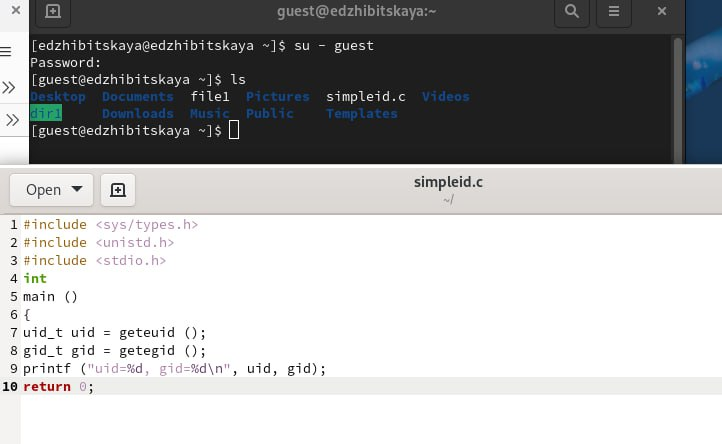 guest@edzhibitskaya:~
[edzhibitskaya@edzhibitskaya ~]$ su - guest
Password:
[guest@edzhibitskaya ~]$ ls
Desktop Documents file1 Pictures simpleid.c Videos
dir1 Downloads Music Public Templates
[guest@edzhibitskaya ~]$
Open
simpleid.c
~/
1 #include <sys/types.h>
2 #include <unistd.h>
3 #include <stdio.h>
4 int
5 main ()
6 {
7 uid_t uid = geteuid ();
8 gid_t gid = getegid ();
9 printf ("uid=%d, gid=%d\n", uid, gid);
10 return 0;